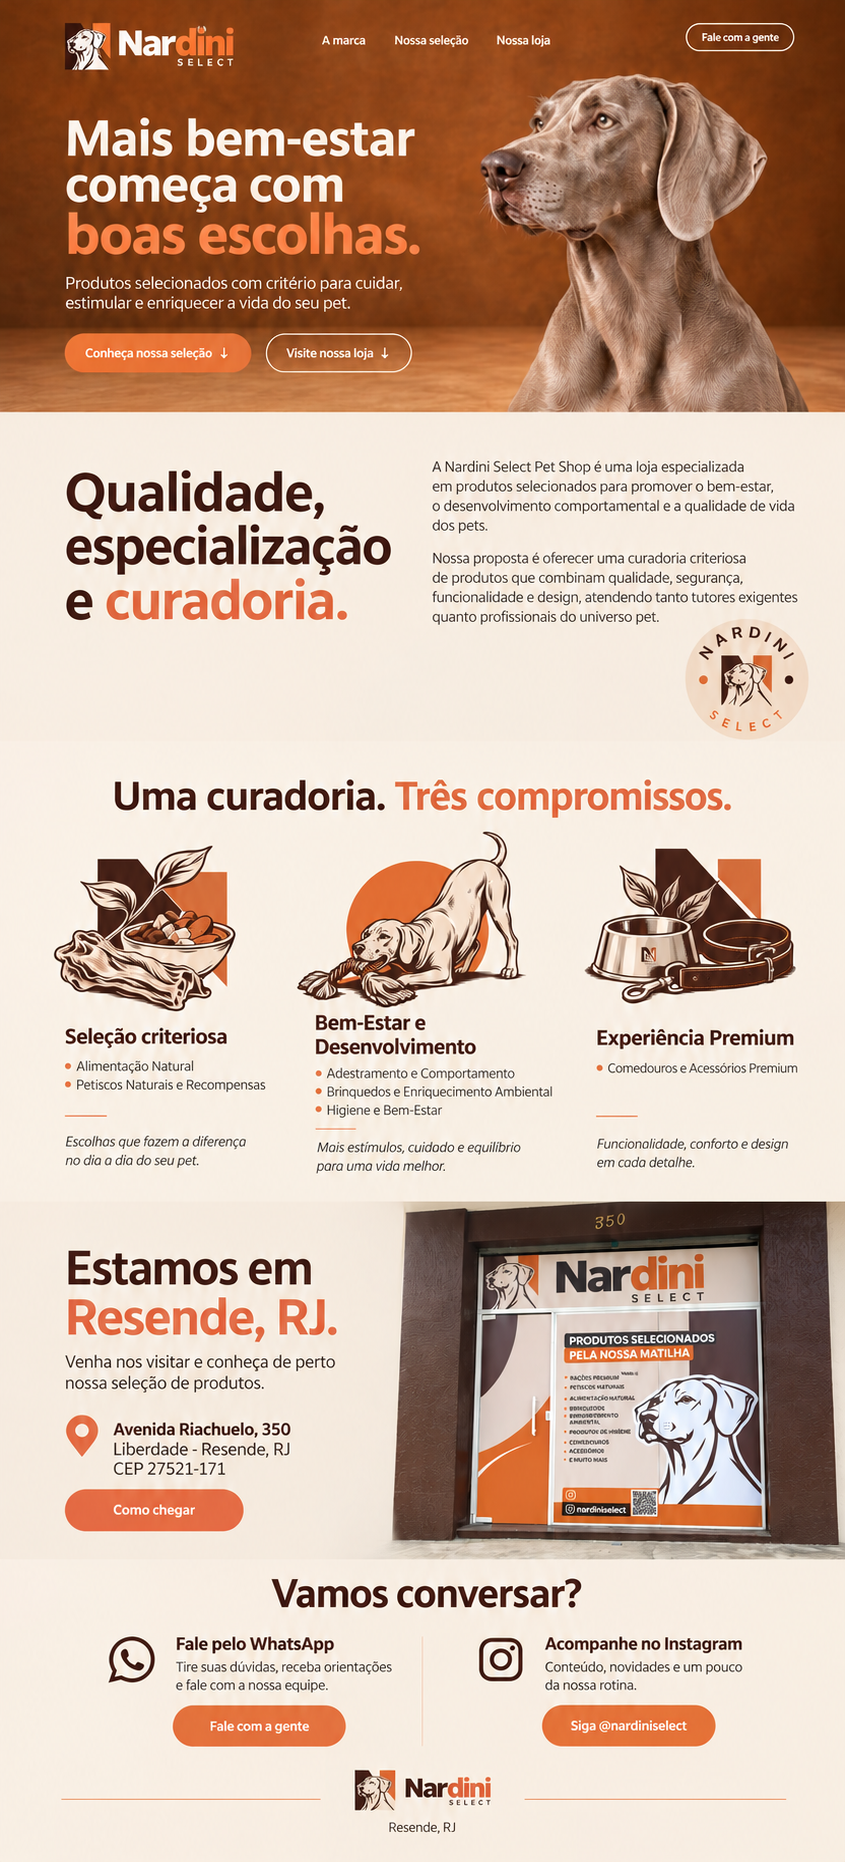 Nardini
SELECT
A marca
Nossa seleção
Nossa loja
Fale com a gente
Mais bem-estar
começa com
boas escolhas.
Produtos selecionados com critério para cuidar,
estimular e enriquecer a vida do seu pet.
Conheça nossa seleção ↓
Visite nossa loja ↓
Qualidade,
especialização
e curadoria.
A Nardini Select Pet Shop é uma loja especializada
em produtos selecionados para promover o bem-estar,
o desenvolvimento comportamental e a qualidade de vida
dos pets.
Nossa proposta é oferecer uma curadoria criteriosa
de produtos que combinam qualidade, segurança,
funcionalidade e design, atendendo tanto tutores exigentes
quanto profissionais do universo pet.
NARDINI
SELECT
Uma curadoria. Três compromissos.
Seleção criteriosa
Alimentação Natural
Petiscos Naturais e Recompensas
Escolhas que fazem a diferença
no dia a dia do seu pet.
Bem-Estar e
Desenvolvimento
Adestramento e Comportamento
Brinquedos e Enriquecimento Ambiental
Higiene e Bem-Estar
Mais estímulos, cuidado e equilíbrio
para uma vida melhor.
Experiência Premium
Comedouros e Acessórios Premium
Funcionalidade, conforto e design
em cada detalhe.
Estamos em
Resende, RJ.
Venha nos visitar e conheça de perto
nossa seleção de produtos.
Avenida Riachuelo, 350
Liberdade - Resende, RJ
CEP 27521-171
Como chegar
350
Nardini
SELECT
PRODUTOS SELECIONADOS
PELA NOSSA MATILHA
RAÇÕES PREMIUM
PETISCOS NATURAIS
ALIMENTAÇÃO NATURAL
BRINQUEDOS
AMBIENTAL
PRODUTOS DE HIGIENE
COMEDOUROS
ACESSÓRIOS
E MUITO MAIS
nardiniselect
Vamos conversar?
Fale pelo WhatsApp
Tire suas dúvidas, receba orientações
e fale com a nossa equipe.
Fale com a gente
Acompanhe no Instagram
Conteúdo, novidades e um pouco
da nossa rotina.
Siga @nardiniselect
Nardini
SELECT
Resende, RJ